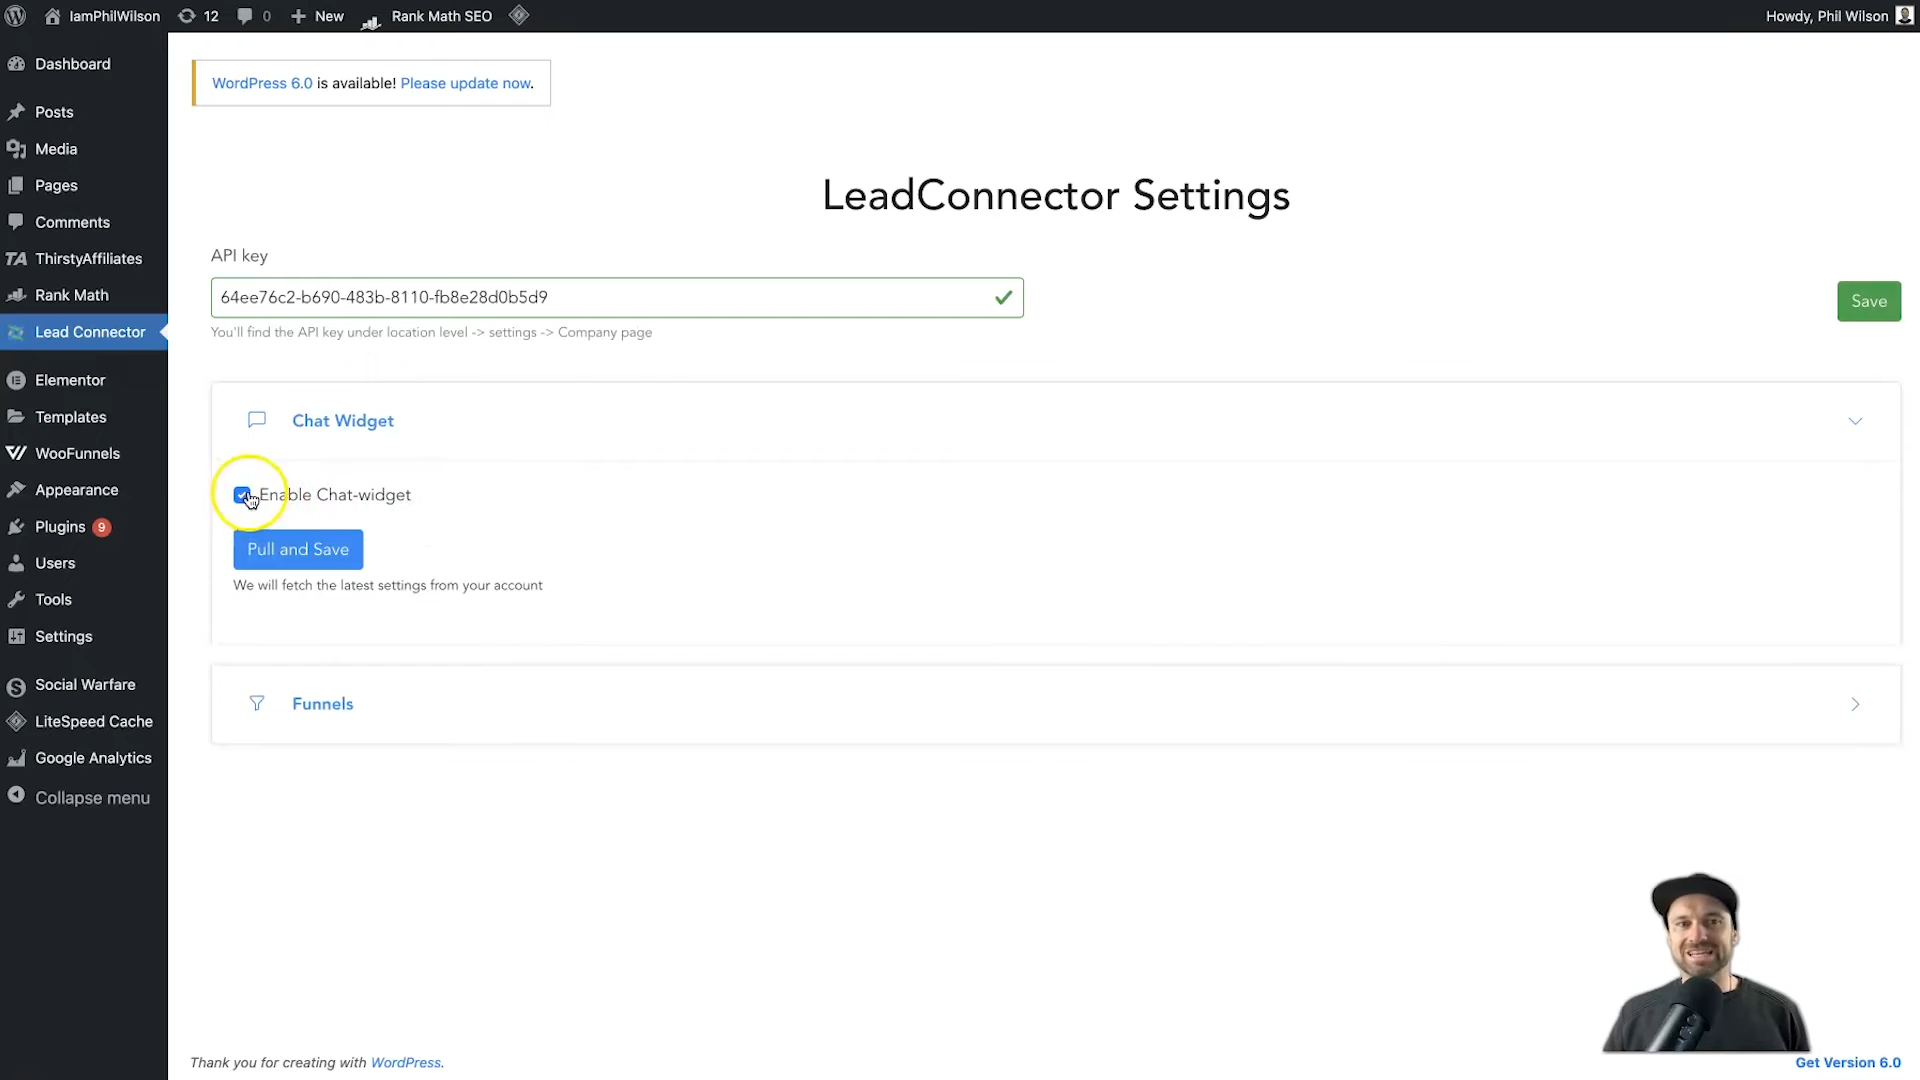 IamPhilWilson
12
0
New
Rank Math SEO
Howdy, Phil Wilson
Dashboard
Posts
Media
Pages
Comments
TA ThirstyAffiliates
Rank Math
Lead Connector
Elementor
Templates
WooFunnels
Appearance
Plugins 9
Users
Tools
Settings
Social Warfare
LiteSpeed Cache
Google Analytics
Collapse menu
WordPress 6.0 is available! Please update now.
LeadConnector Settings
API key
64ee76c2-b690-483b-8110-fb8e28d0b5d9
Save
You'll find the API key under location level -> settings -> Company page
Chat Widget
Enable Chat-widget
Pull and Save
We will fetch the latest settings from your account
Funnels
Thank you for creating with WordPress.
Get Version 6.0